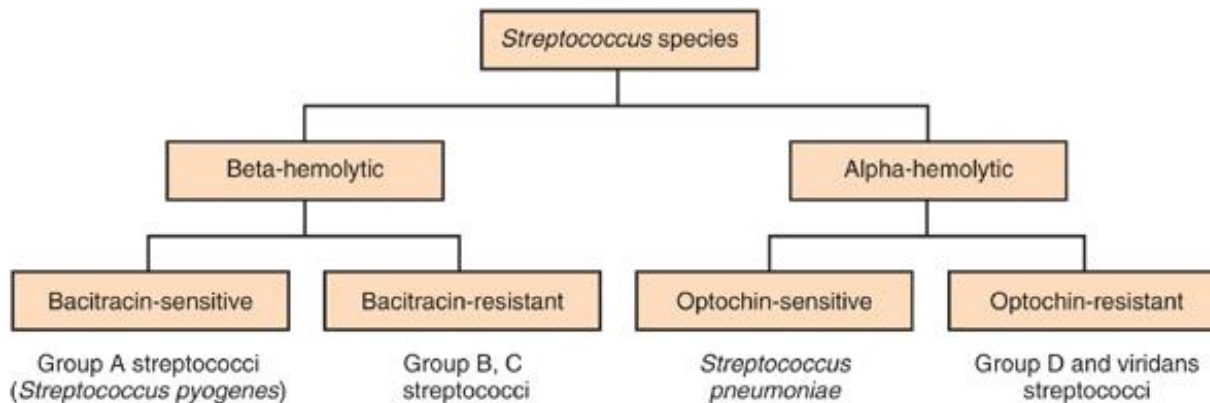 Streptococcus species
Beta-hemolytic
Alpha-hemolytic
Bacitracin-sensitive
Bacitracin-resistant
Optochin-sensitive
Optochin-resistant
Group A streptococci
(Streptococcus pyogenes)
Group B, C
streptococci
Streptococcus
pneumoniae
Group D and viridans
streptococci